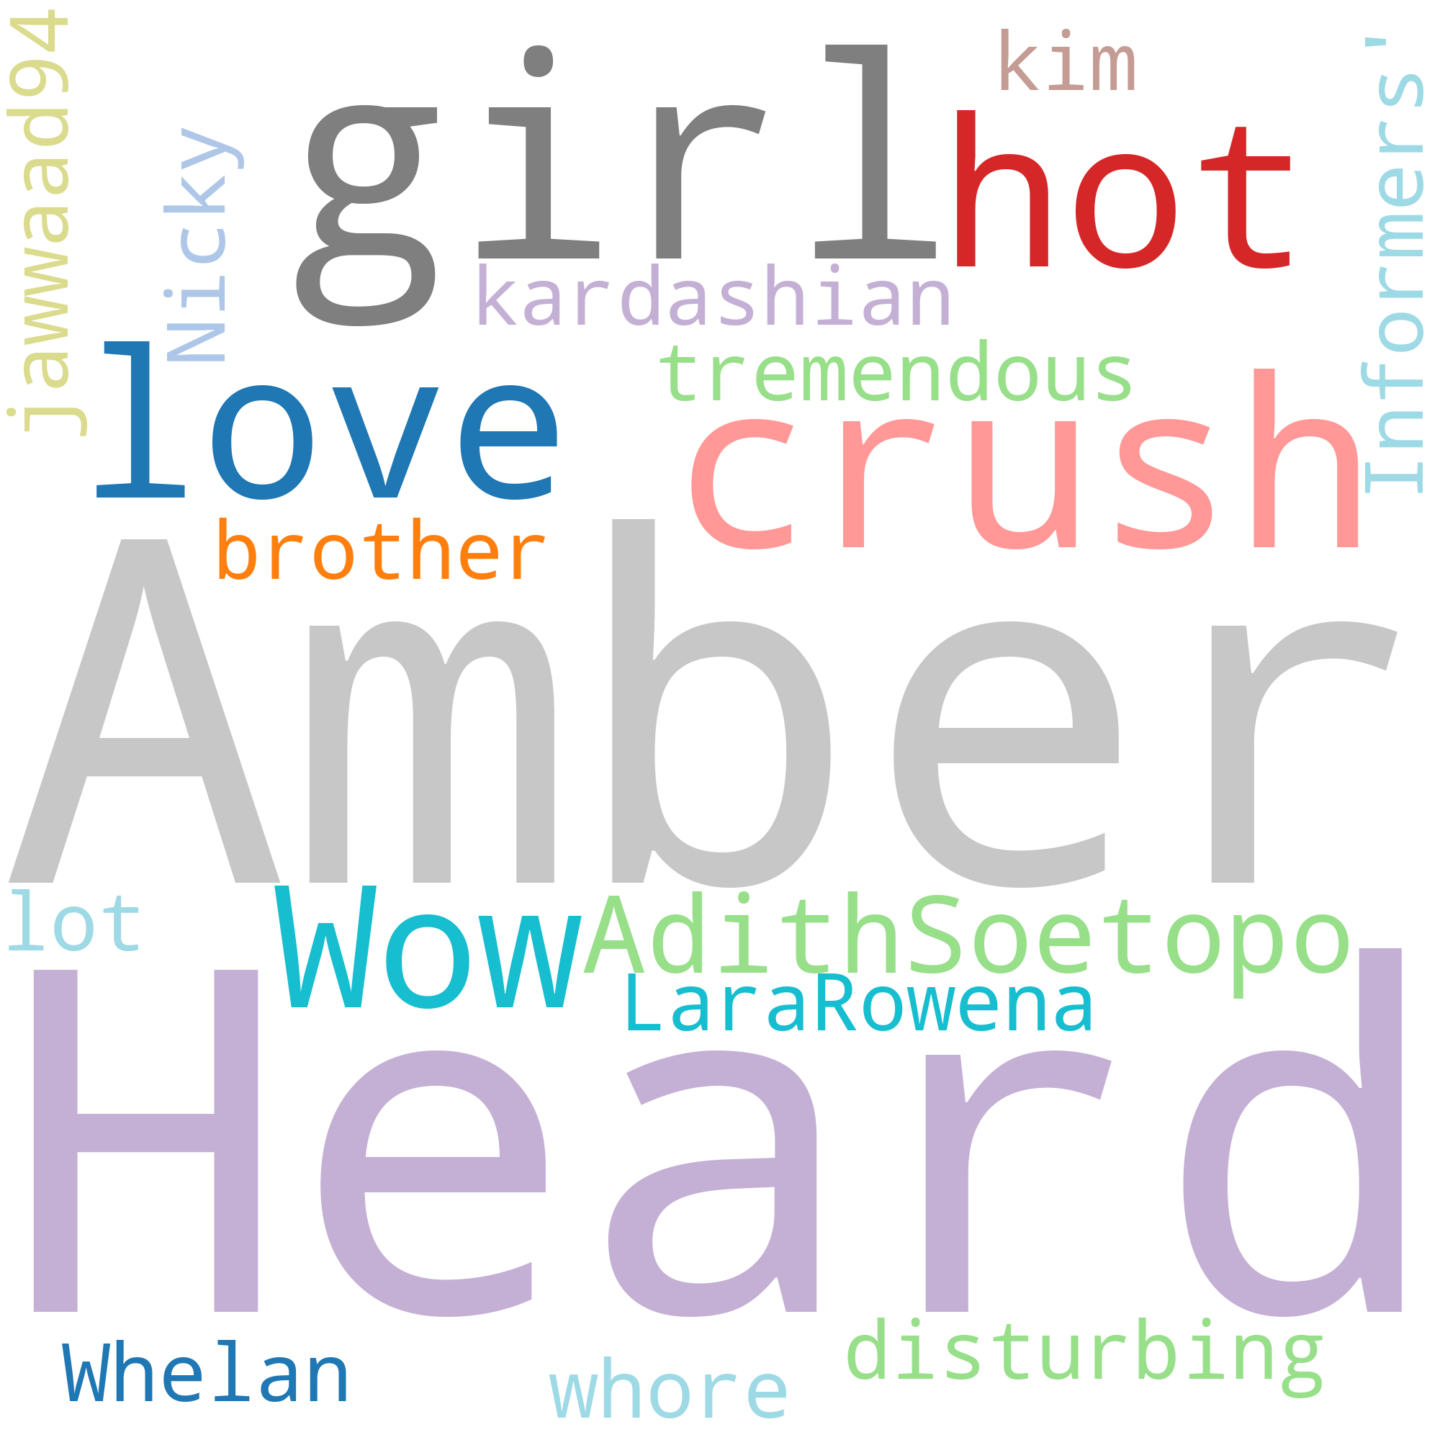 jawwaad94
Nicky
girl
kim
hot
Informers'
kardashian
love
tremendous
crush
brother
Amber
lot
Wow
AdithSoetopo
LaraRowena
Heard
Whelan
whore
disturbing